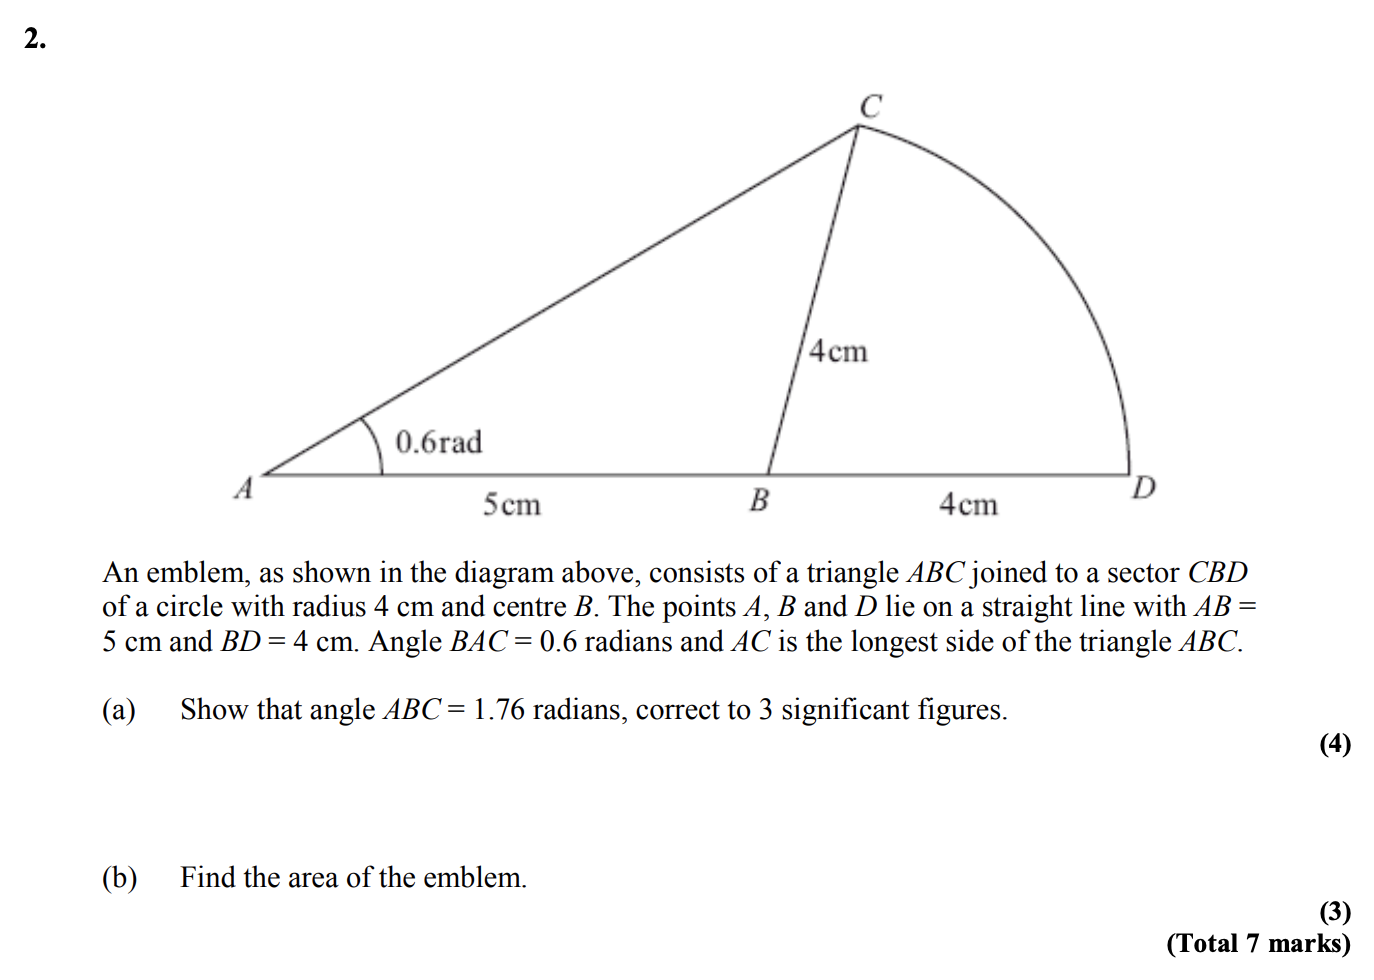 2.
C
4cm
0.6rad
A
5cm
B
4cm
D
An emblem, as shown in the diagram above, consists of a triangle ABC joined to a sector CBD
of a circle with radius 4 cm and centre B. The points A, B and D lie on a straight line with AB =
5 cm and BD = 4 cm. Angle BAC = 0.6 radians and AC is the longest side of the triangle ABC.
(a) Show that angle ABC = 1.76 radians, correct to 3 significant figures.
(4)
(b) Find the area of the emblem.
(3)
(Total 7 marks)